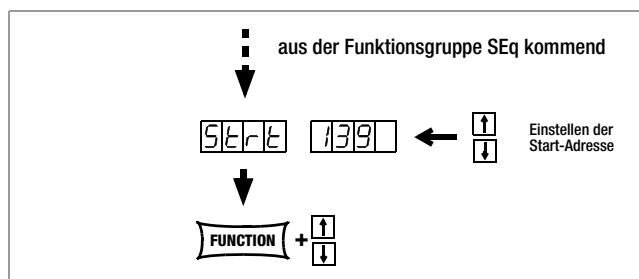 aus der Funktionsgruppe SEq kommend
Strt 139
Einstellen der
Start-Adresse
FUNCTION +